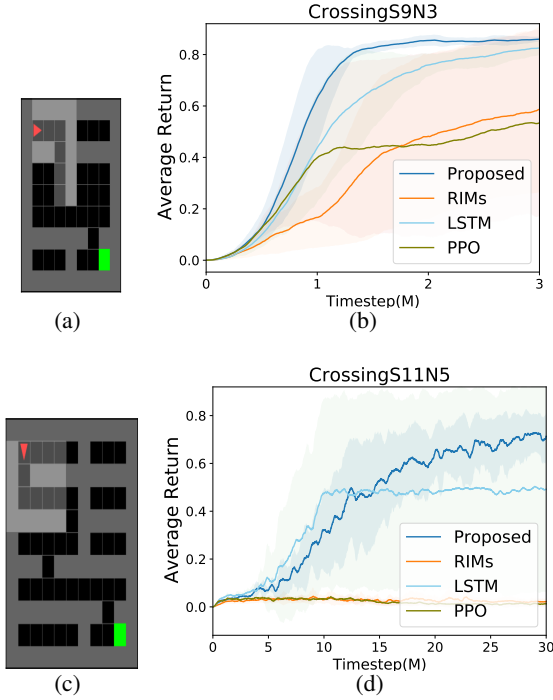 CrossingS9N3
Average Return
0.8
0.6
0.4
0.2
0.0
0 1 2 3
Timestep(M)
Proposed
RIMs
LSTM
PPO
(a)
(b)
CrossingS11N5
Average Return
0.8
0.6
0.4
0.2
0.0
0 5 10 15 20 25 30
Timestep(M)
Proposed
RIMs
LSTM
PPO
(c)
(d)